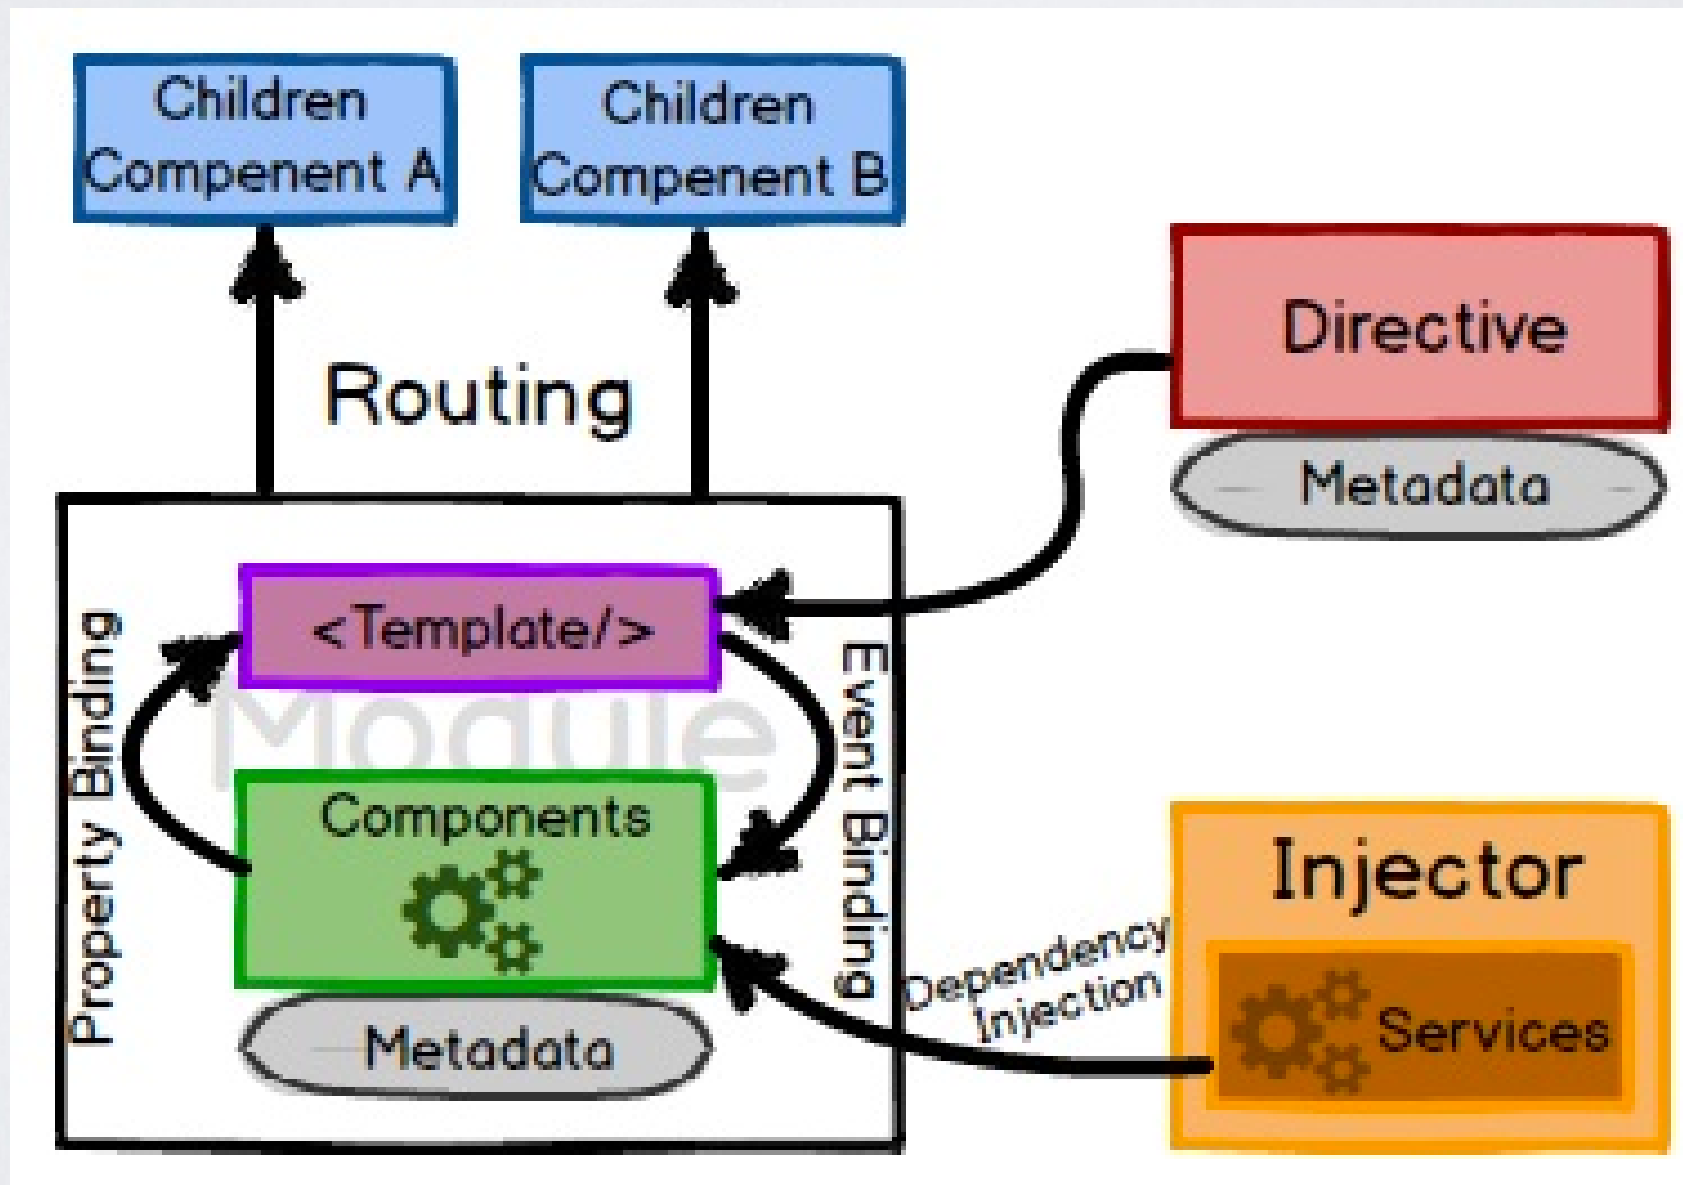 Children
Compenent A
Children
Compenent B
Routing
Directive
Metadata
<Template/>
Module
Property Binding
Event Binding
Components
Metadata
Dependency
Injection
Injector
Services